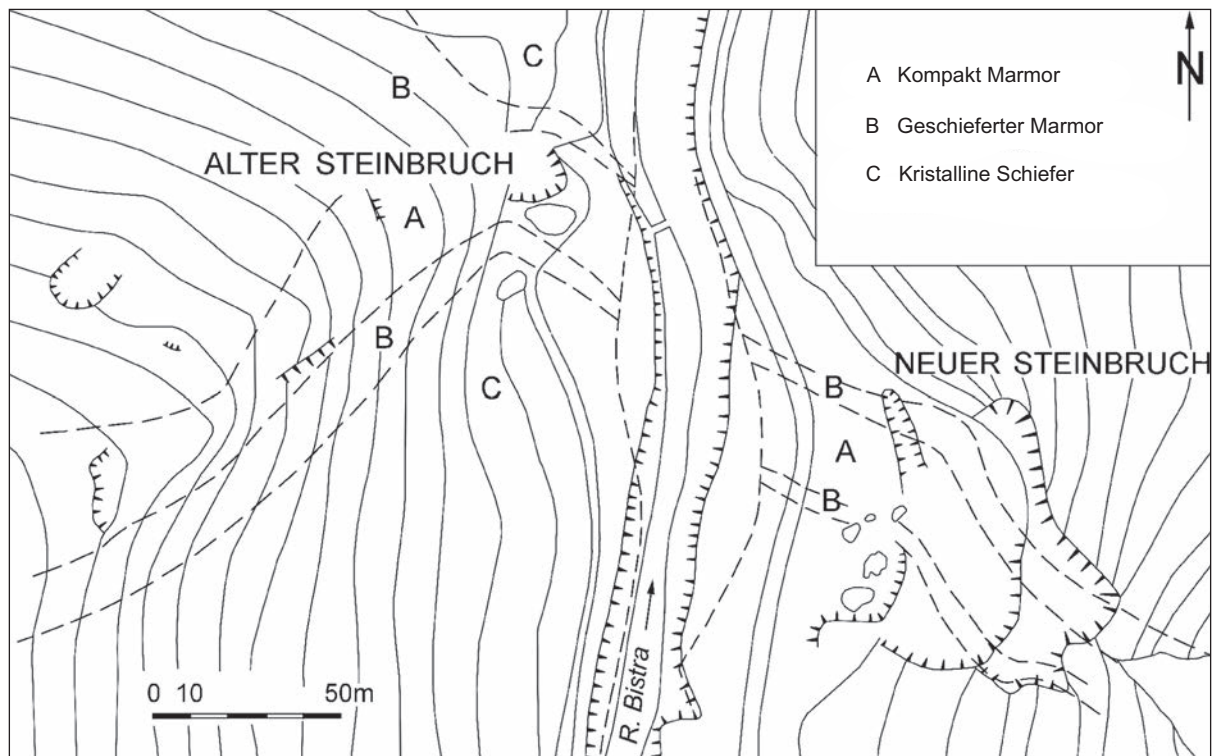 C
B
ALTER STEINBRUCH
A
B
C
N
A Kompakt Marmor
B Geschieferter Marmor
C Kristalline Schiefer
NEUER STEINBRUCH
B
A
B
R. Bistra
0 10 50m